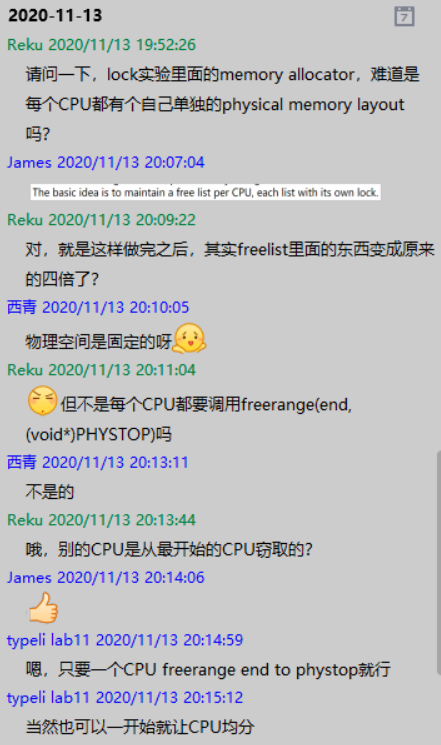 2020-11-13
7
Reku 2020/11/13 19:52:26
请问一下，lock实验里面的memory allocator，难道是
每个CPU都有个自己单独的physical memory layout
吗？
James 2020/11/13 20:07:04
The basic idea is to maintain a free list per CPU, each list with its own lock.
Reku 2020/11/13 20:09:22
对，就是这样做完之后，其实freelist里面的东西变成原来
的四倍了？
西青 2020/11/13 20:10:05
物理空间是固定的呀
Reku 2020/11/13 20:11:04
但不是每个CPU都要调用freerange(end,
(void*)PHYSTOP)吗
西青 2020/11/13 20:13:11
不是的
Reku 2020/11/13 20:13:44
哦，别的CPU是从最开始的CPU窃取的？
James 2020/11/13 20:14:06
typeli lab11 2020/11/13 20:14:59
嗯，只要一个CPU freerange end to phystop就行
typeli lab11 2020/11/13 20:15:12
当然也可以一开始就让CPU均分